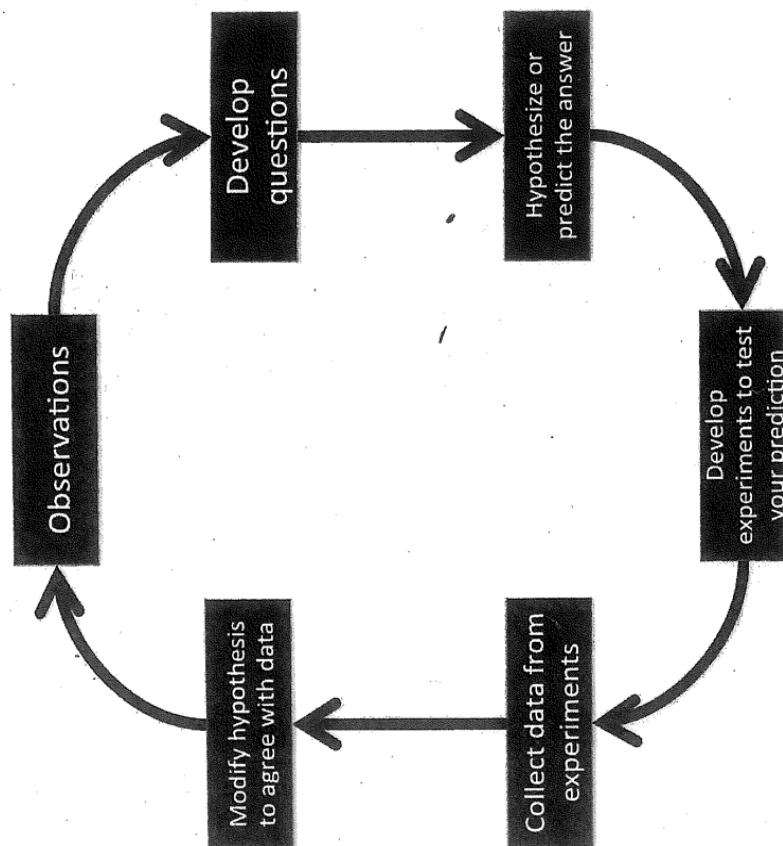 Observations
Develop
questions
Hypothesize or
predict the answer
Develop
experiments to test
your prediction
Collect data from
experiments
Modify hypothesis
to agree with data